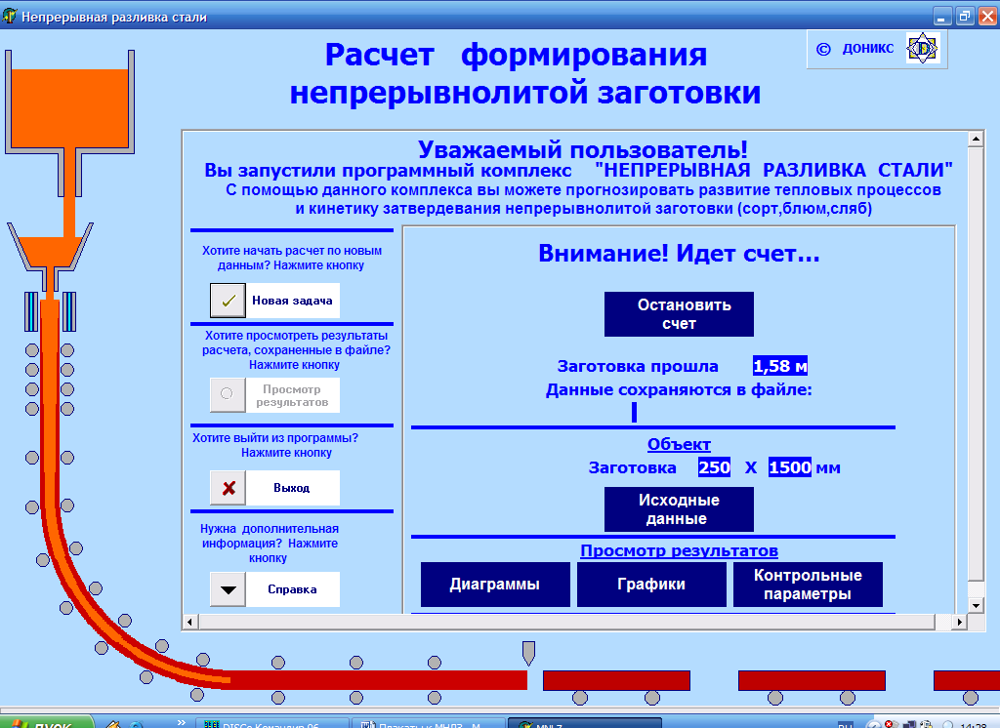 Непрерывная разливка стали
Расчет формирования
непрерывнолитой заготовки
© ДОНИКС
Уважаемый пользователь!
Вы запустили программный комплекс "НЕПРЕРЫВНАЯ РАЗЛИВКА СТАЛИ"
С помощью данного комплекса вы можете прогнозировать развитие тепловых процессов
и кинетику затвердевания непрерывнолитой заготовки (сорт,блюм,сляб)
Хотите начать расчет по новым
данным? Нажмите кнопку
Новая задача
Хотите просмотреть результаты
расчета, сохраненные в файле?
Нажмите кнопку
Просмотр
результатов
Хотите выйти из программы?
Нажмите кнопку
Выход
Нужна дополнительная
информация? Нажмите
кнопку
Справка
Внимание! Идет счет...
Остановить
счет
Заготовка прошла 1,58 м
Данные сохраняются в файле:
Объект
Заготовка 250 X 1500 мм
Исходные
данные
Просмотр результатов
Диаграммы
Графики
Контрольные
параметры